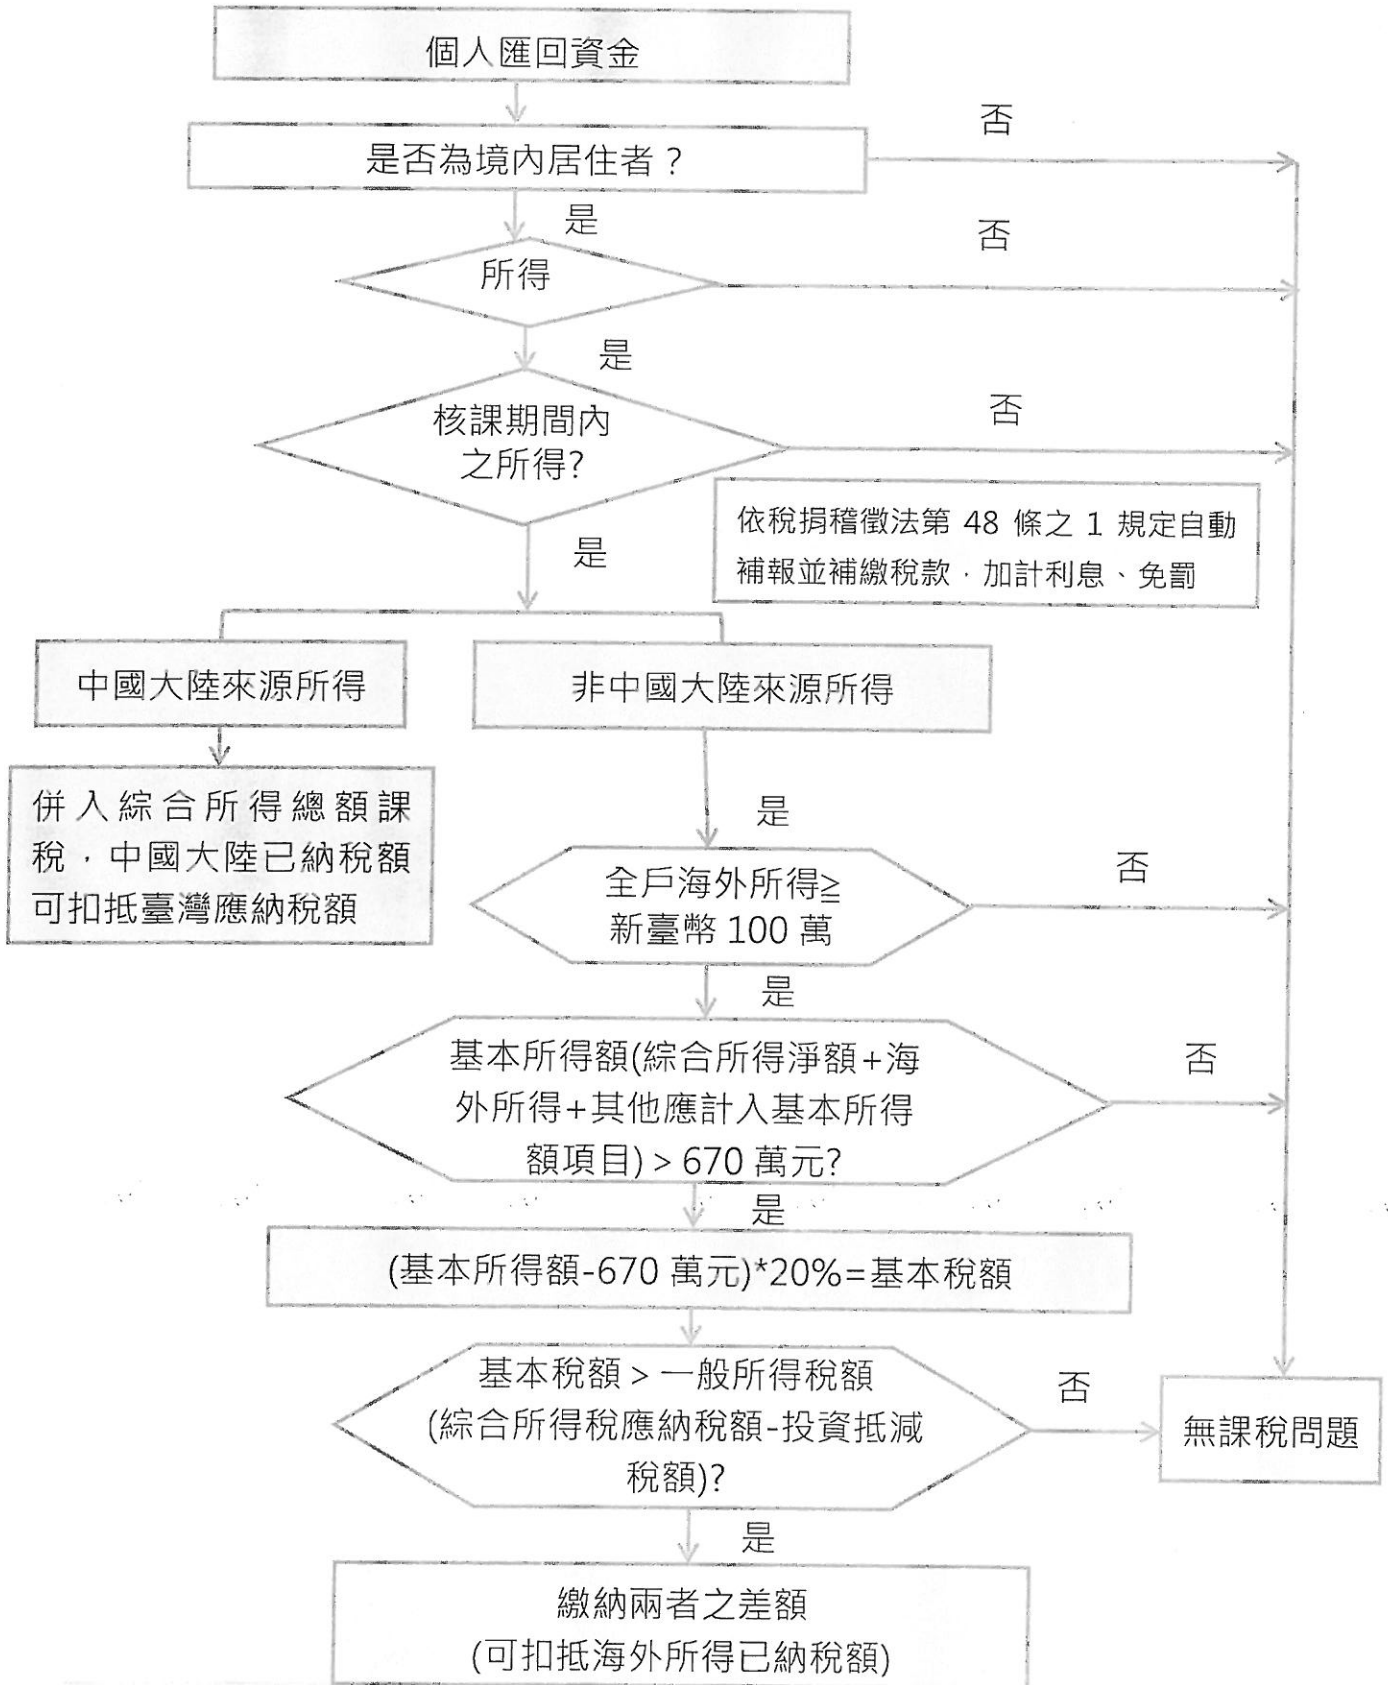 個人匯回資金
否
是否為境內居住者？
是
否
所得
是
否
核課期間內
之所得?
依稅捐稽徵法第 48 條之 1 規定自動
補報並補繳稅款，加計利息、免罰
是
中國大陸來源所得
非中國大陸來源所得
併入綜合所得總額課
稅，中國大陸已納稅額
可扣抵臺灣應納稅額
是
全戶海外所得≧
新臺幣 100 萬
否
是
基本所得額(綜合所得淨額+海
外所得+其他應計入基本所得
額項目)＞670 萬元?
否
是
(基本所得額-670 萬元)*20%=基本稅額
基本稅額＞一般所得稅額
(綜合所得稅應納稅額-投資抵減
稅額)?
否
無課稅問題
是
繳納兩者之差額
(可扣抵海外所得已納稅額)